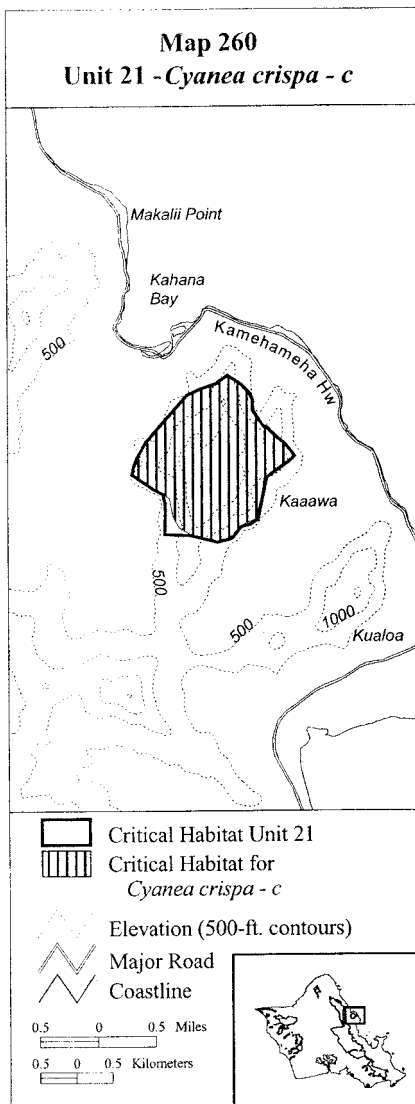 Map 260
Unit 21 - Cyanea crispa - c
Makalii Point
Kahana
Bay
500
Kamehameha Hw
Kaaawa
500
500
1000
Kualoa
Critical Habitat Unit 21
Critical Habitat for
Cyanea crispa - c
Elevation (500-ft. contours)
Major Road
Coastline
0.5 0 0.5 Miles
0.5 0 0.5 Kilometers